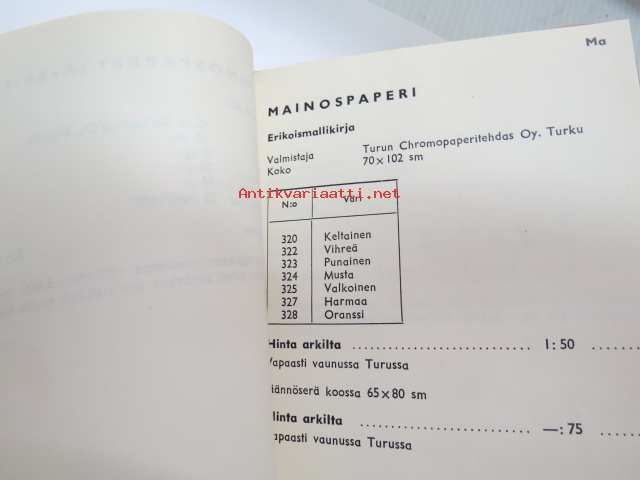 Ma
MAINOSPAPERI
Erikoismallikirja
Valmistaja Turun Chromopaperitehdas Oy. Turku
Koko 70×102 sm
Antikvariaatti.net
N:o Väri
320 Keltainen
322 Vihreä
323 Punainen
324 Musta
325 Valkoinen
327 Harmaa
328 Oranssi
Hinta arkilta .......................... 1:50 ......
Vapaasti vaunussa Turussa
äännöserä koossa 65×80 sm
Hinta arkilta .......................... —:75 ......
Vapaasti vaunussa Turussa